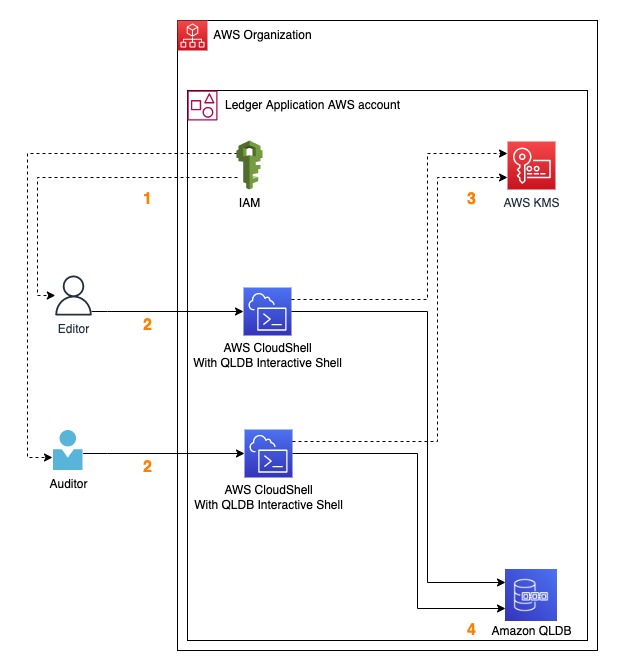 AWS Organization
Ledger Application AWS account
IAM
AWS KMS
1
3
Editor
2
AWS CloudShell
With QLDB Interactive Shell
Auditor
2
AWS CloudShell
With QLDB Interactive Shell
4
Amazon QLDB